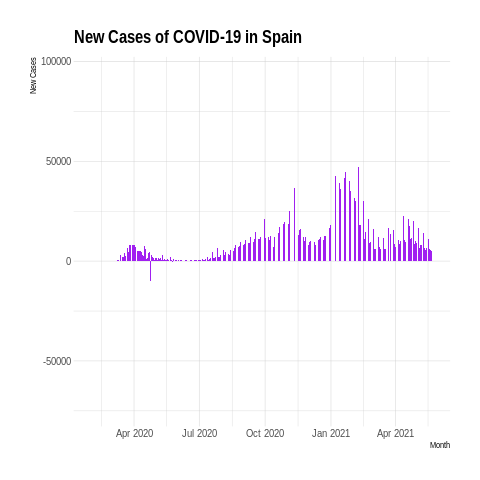 New Cases of COVID-19 in Spain
New Cases
100000
50000
0
-50000
Apr 2020 Jul 2020 Oct 2020 Jan 2021 Apr 2021
Month